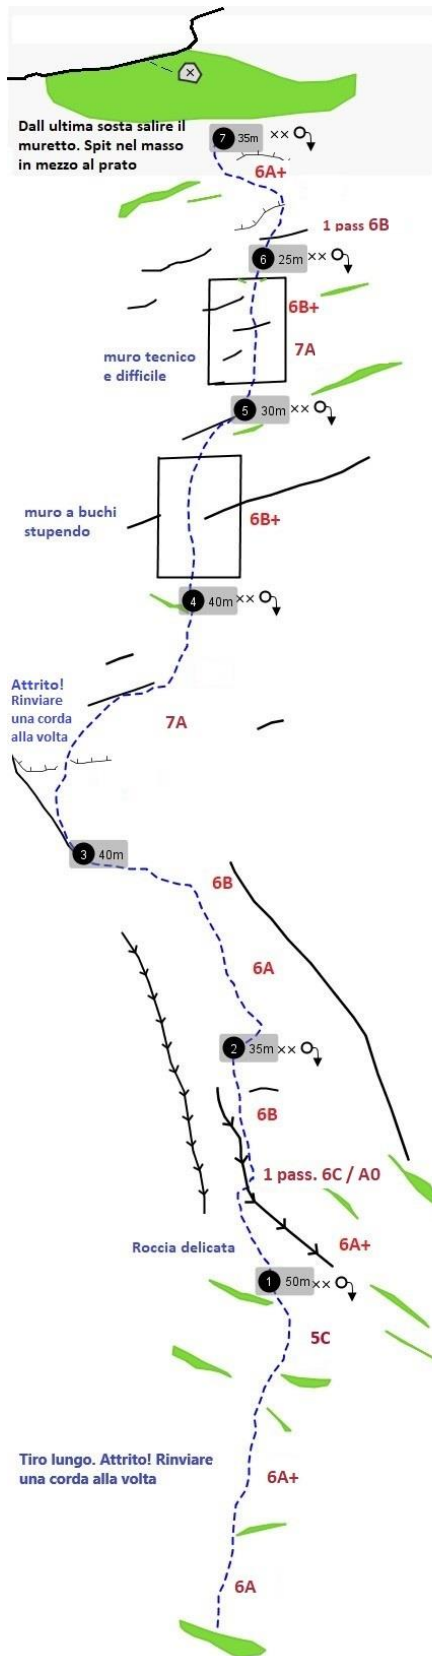 Dall ultima sosta salire il
muretto. Spit nel masso
in mezzo al prato
7 35m
6A+
1 pass 6B
6 25m
6B+
7A
muro tecnico
e difficile
5 30m
muro a buchi
stupendo
6B+
4 40m
Attrito!
Rinviare
una corda
alla volta
7A
3 40m
6B
6A
2 35m
6B
1 pass. 6C / A0
6A+
Roccia delicata
1 50m
5C
Tiro lungo. Attrito! Rinviare
una corda alla volta
6A+
6A